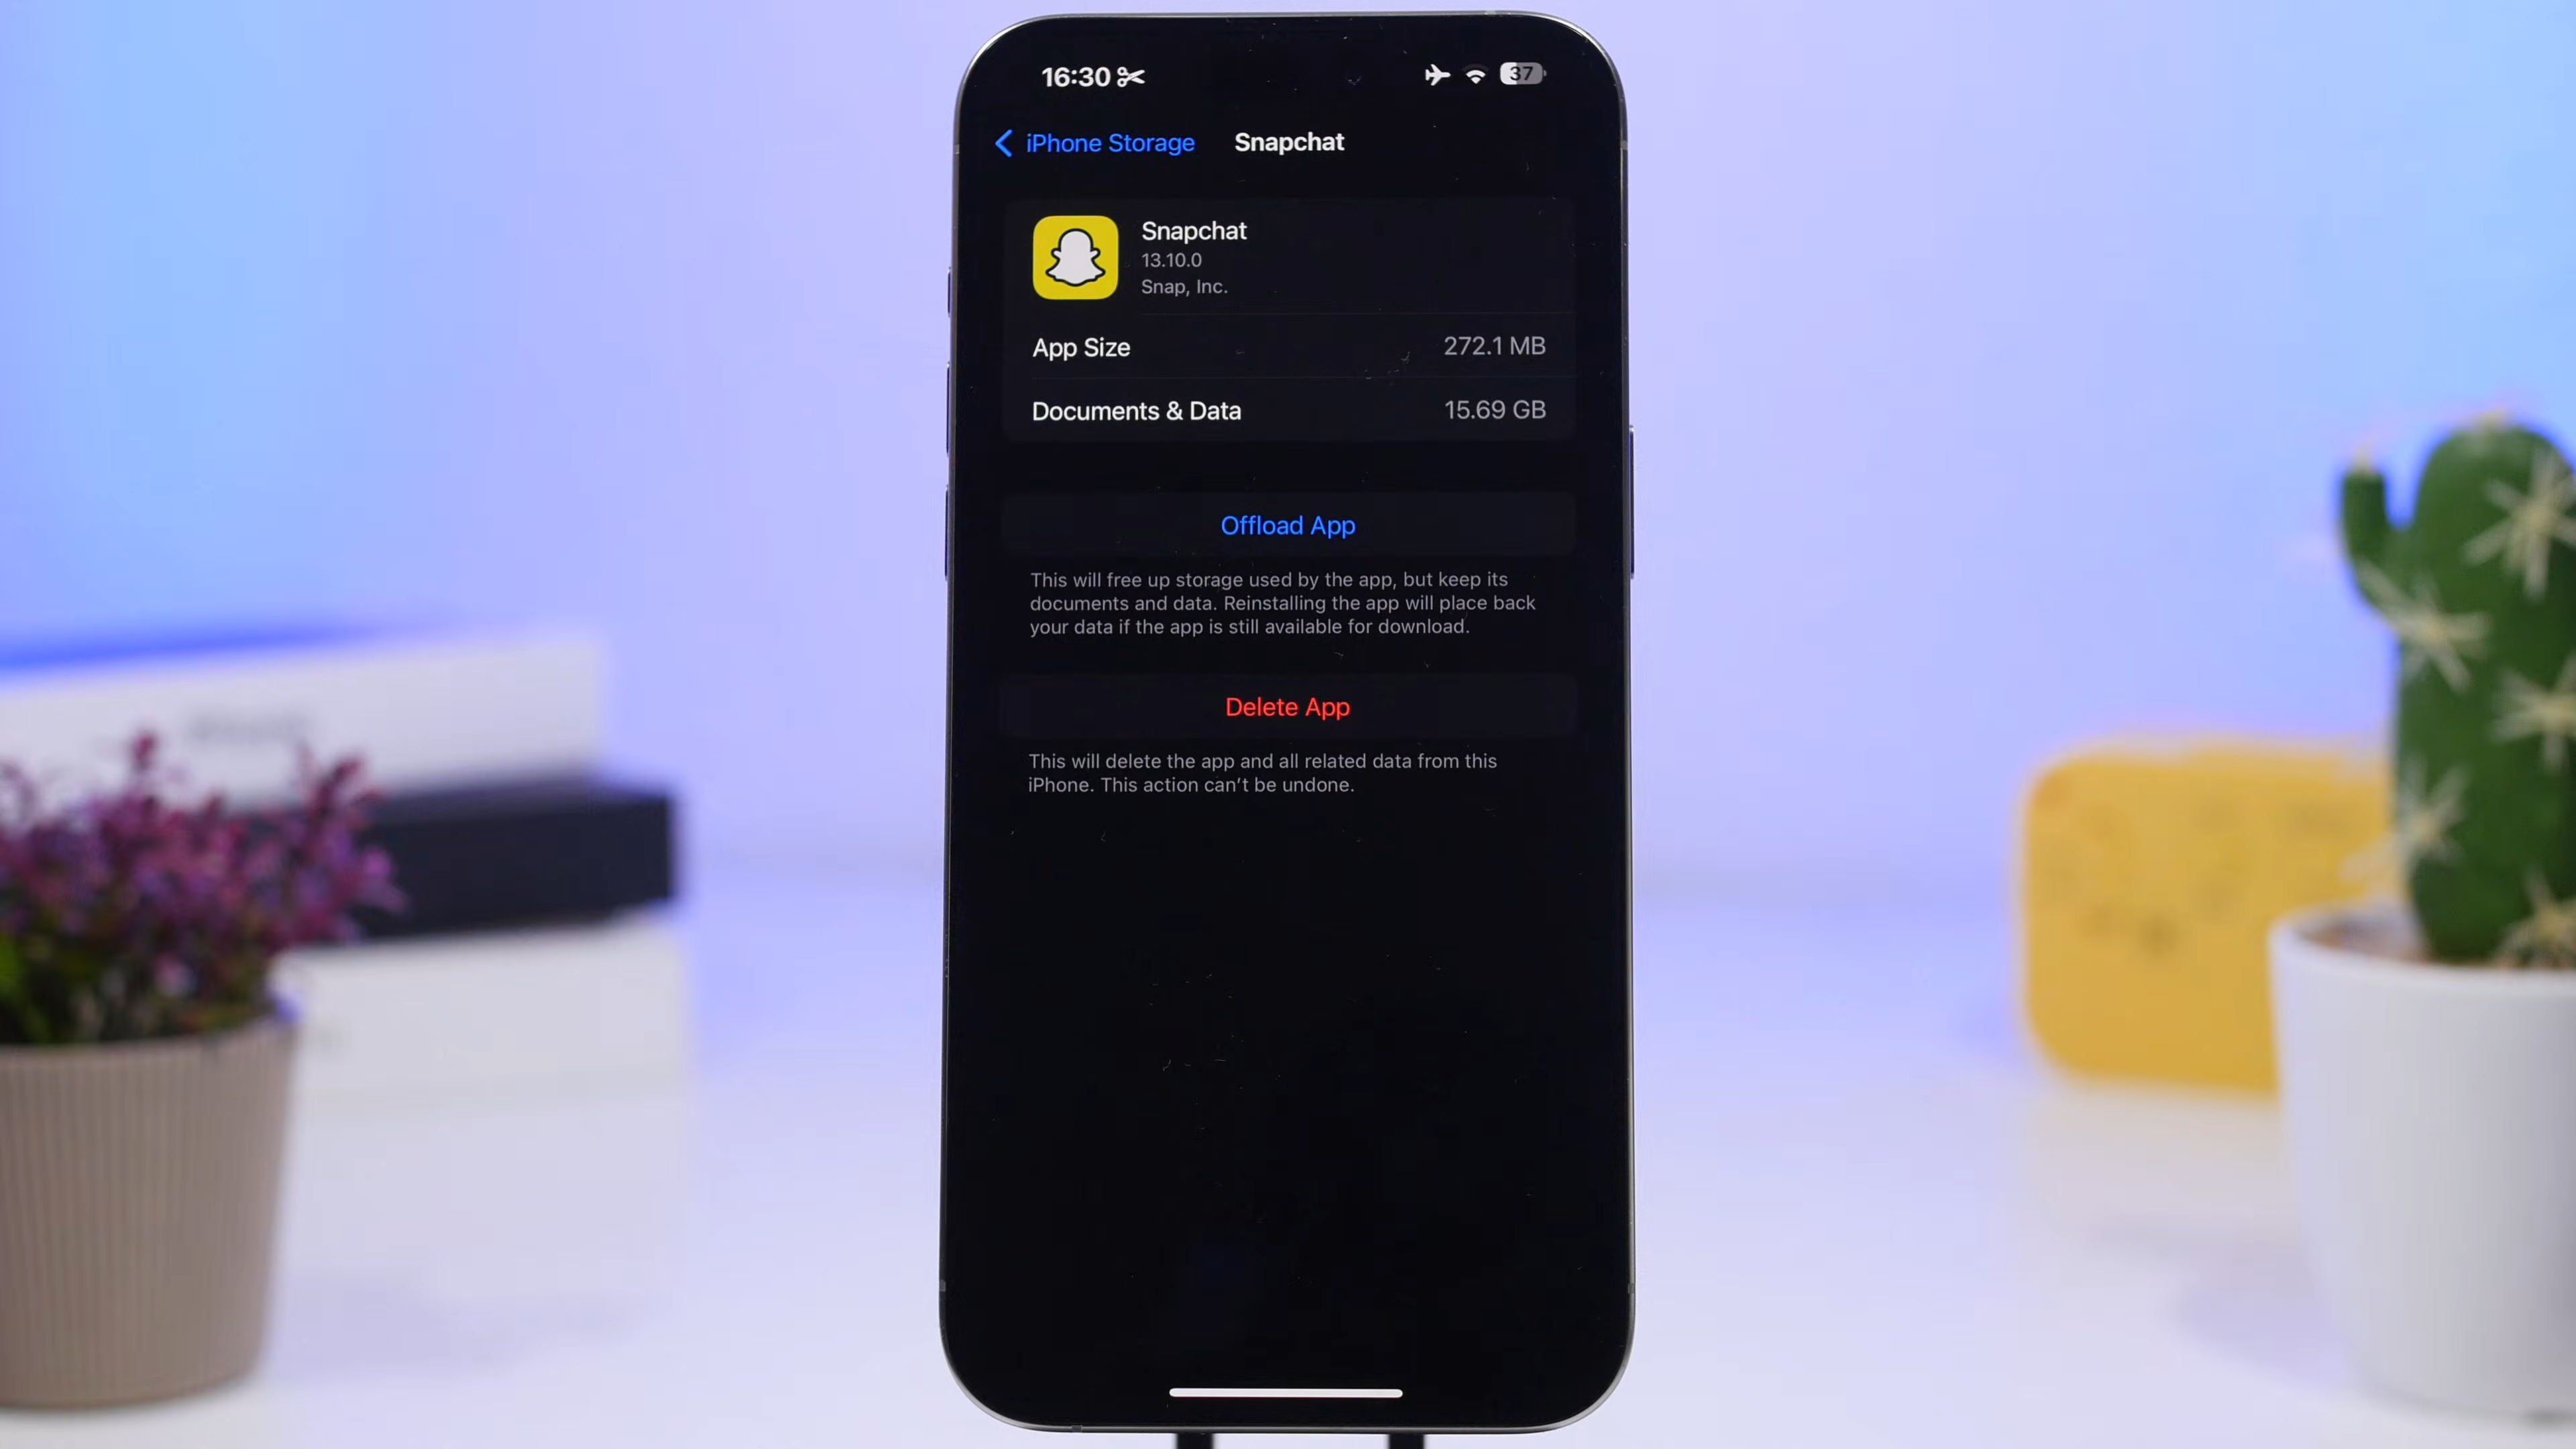 16:30
37
iPhone Storage
Snapchat
Snapchat
13.10.0
Snap, Inc.
App Size
272.1 MB
Documents & Data
15.69 GB
Offload App
This will free up storage used by the app, but keep its
documents and data. Reinstalling the app will place back
your data if the app is still available for download.
Delete App
This will delete the app and all related data from this
iPhone. This action can’t be undone.